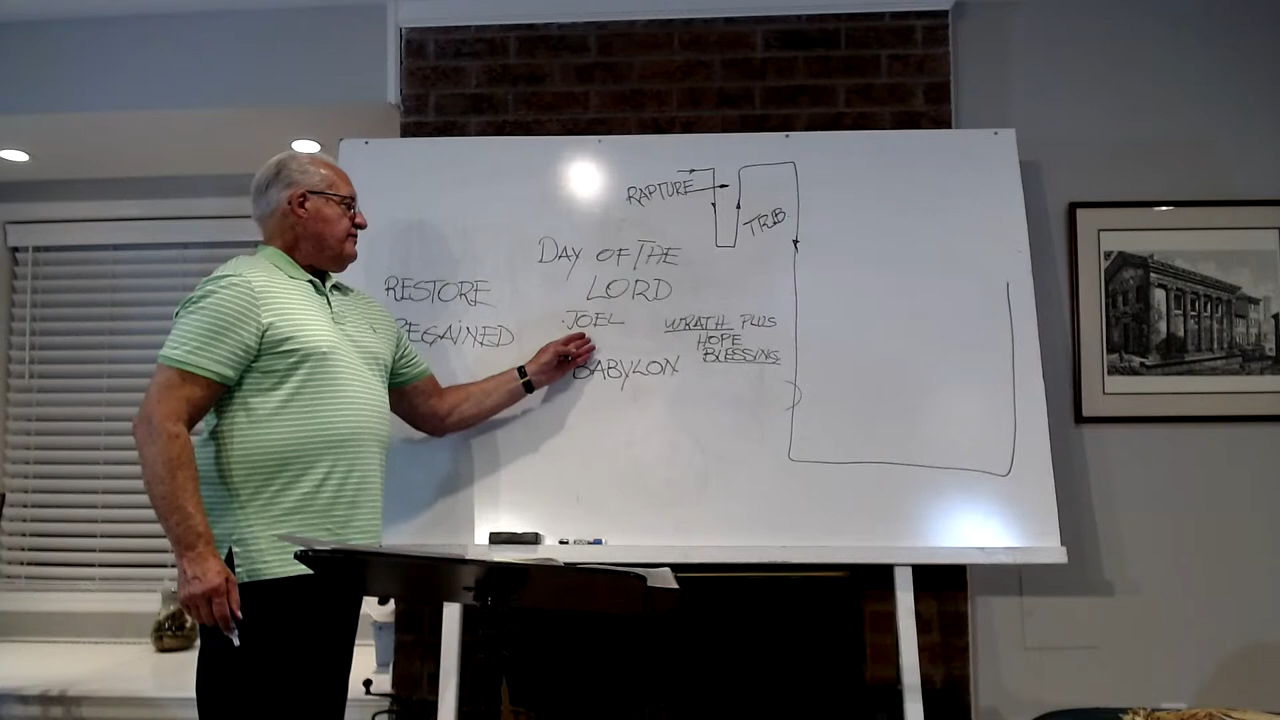 RAPTURE
TRIB
DAY OF THE
LORD
RESTORE
REGAINED
JOEL
BABYLON
WRATH PLUS
HOPE
BLESSING